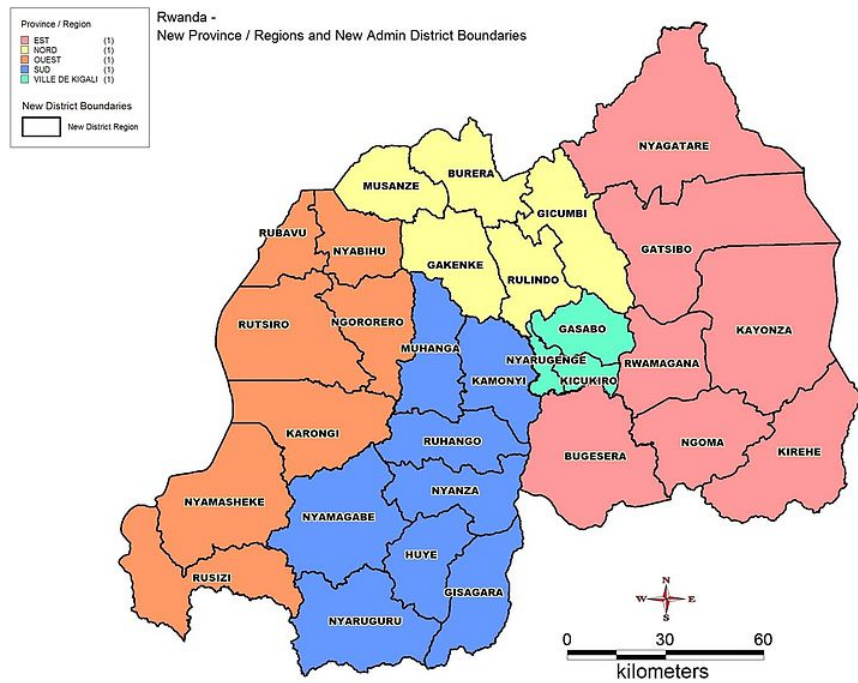 Province / Region
EST (1)
NORD (1)
OUEST (1)
SUD (1)
VILLE DE KIGALI (1)
New District Boundaries
New District Region
Rwanda -
New Province / Regions and New Admin District Boundaries
NYAGATARE
BURERA
MUSANZE
GICUMBI
RUBAVU
NYABIHU
GATSIBO
GAKENKE
RULINDO
RUTSIRO
NGORORERO
GASABO
KAYONZA
MUHANGA
NYARUGENGE
RWAMAGANA
KAMONYI
KICUKIRO
KARONGI
RUHANGO
BUGESERA
NGOMA
KIREHE
NYAMASHEKE
NYANZA
NYAMAGABE
HUYE
RUSIZI
GISAGARA
NYARUGURU
N
W E
S
0 30 60
kilometers